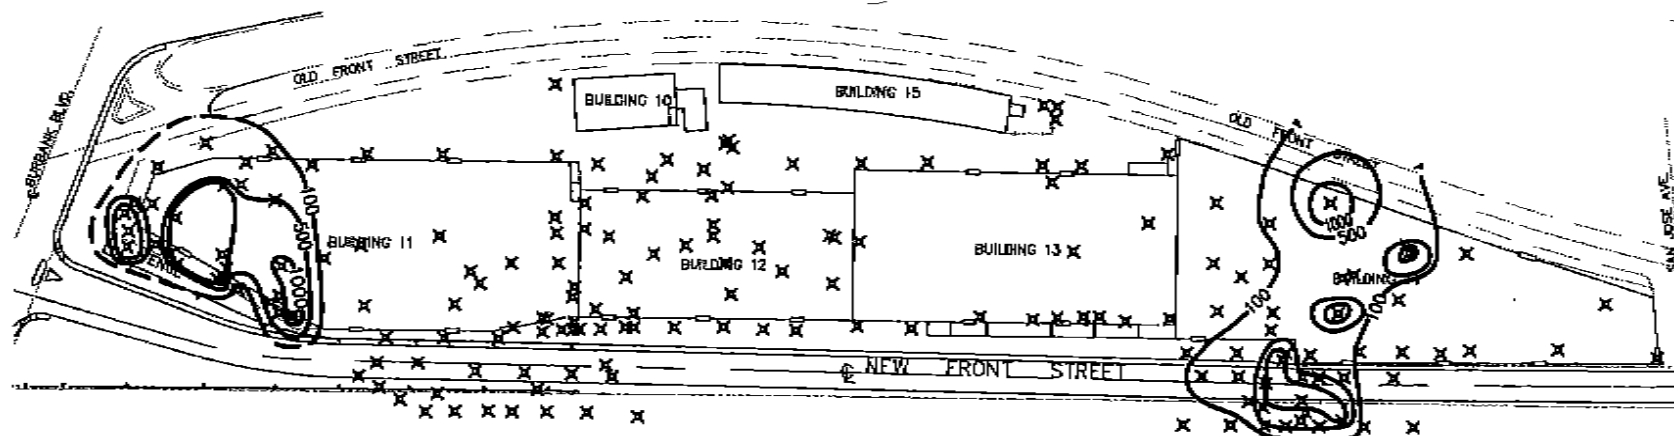 OLD FRONT STREET
BURBANK BLVD.
BUILDING 10
BUILDING 15
OLD FRONT STREET
SAN JOSE AVE
100
500
1000
BUILDING 11
BUILDING 12
BUILDING 13
1000
500
BUILDING
100
100
NEW FRONT STREET